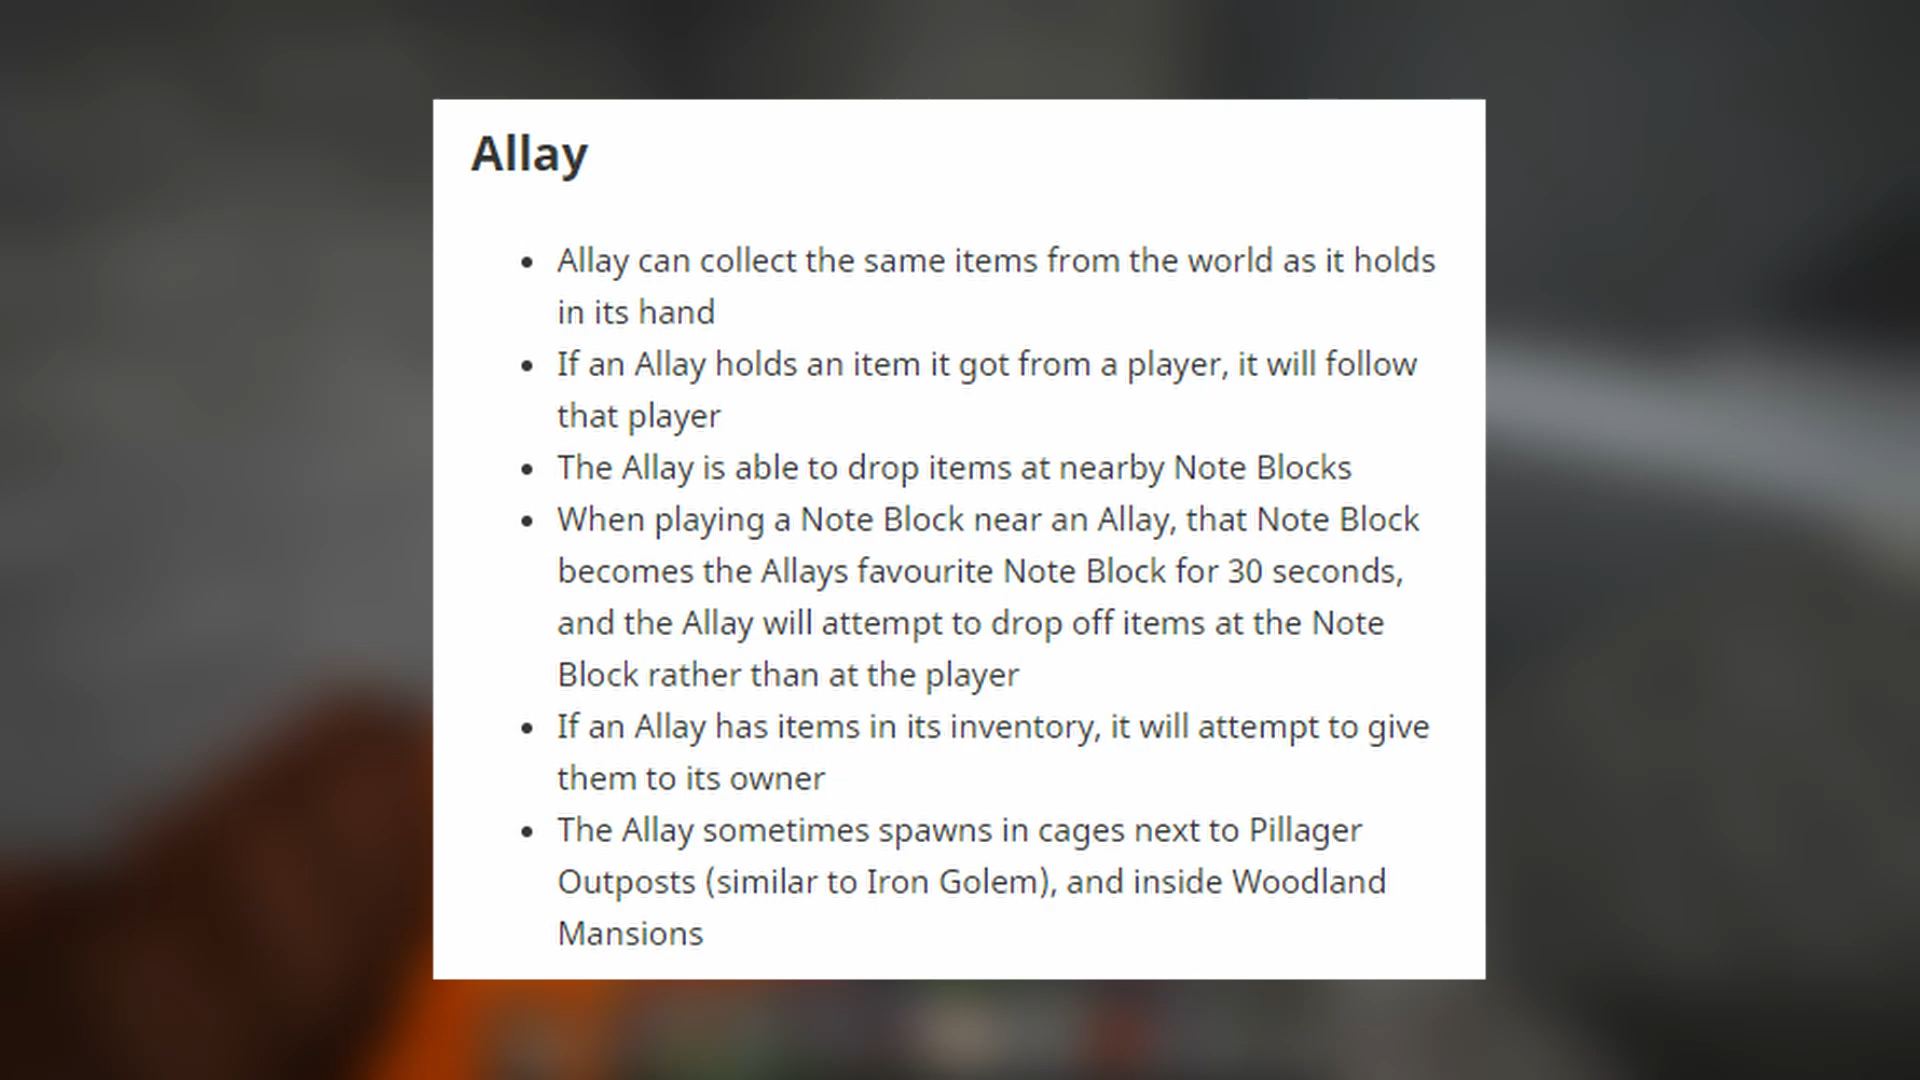 Allay
• Allay can collect the same items from the world as it holds
in its hand
• If an Allay holds an item it got from a player, it will follow
that player
• The Allay is able to drop items at nearby Note Blocks
• When playing a Note Block near an Allay, that Note Block
becomes the Allays favourite Note Block for 30 seconds,
and the Allay will attempt to drop off items at the Note
Block rather than at the player
• If an Allay has items in its inventory, it will attempt to give
them to its owner
• The Allay sometimes spawns in cages next to Pillager
Outposts (similar to Iron Golem), and inside Woodland
Mansions